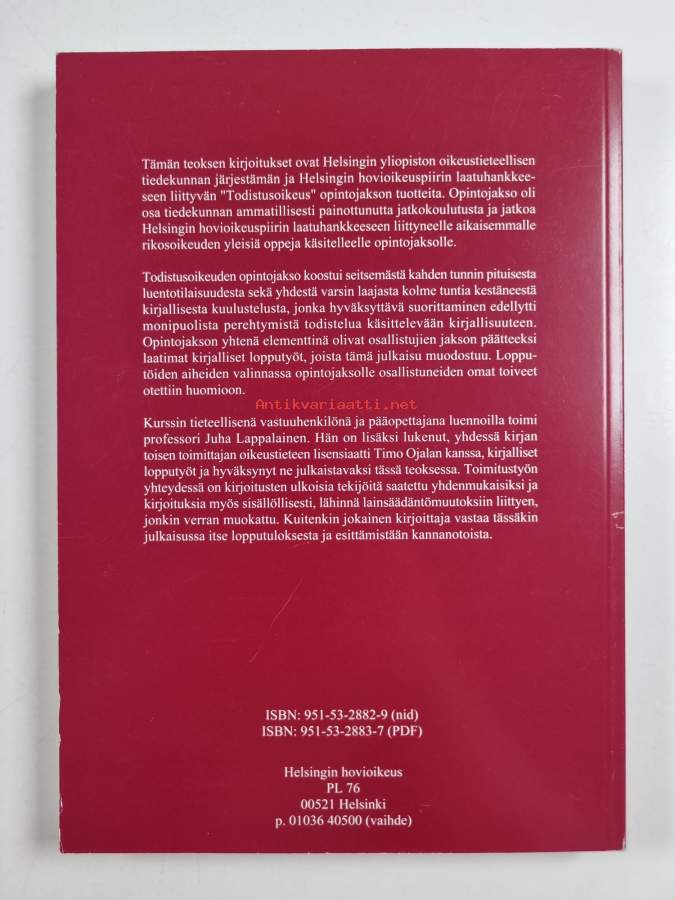 Tämän teoksen kirjoitukset ovat Helsingin yliopiston oikeustieteellisen
tiedekunnan järjestämän ja Helsingin hovioikeuspiirin laatuhankkee-
seen liittyvän "Todistusoikeus" opintojakson tuotteita. Opintojakso oli
osa tiedekunnan ammatillisesti painottunutta jatkokoulutusta ja jatkoa
Helsingin hovioikeuspiirin laatuhankkeeseen liittyneelle aikaisemmalle
rikosoikeuden yleisiä oppeja käsitelleelle opintojaksolle.
Todistusoikeuden opintojakso koostui seitsemästä kahden tunnin pituisesta
luentotilaisuudesta sekä yhdestä varsin laajasta kolme tuntia kestäneestä
kirjallisesta kuulustelusta, jonka hyväksyttävä suorittaminen edellytti
monipuolista perehtymistä todistelua käsittelevään kirjallisuuteen.
Opintojakson yhtenä elementtinä olivat osallistujien jakson päätteeksi
laatimat kirjalliset lopputyöt, joista tämä julkaisu muodostuu. Loppu-
töiden aiheiden valinnassa opintojaksolle osallistuneiden omat toiveet
otettiin huomioon.
Antikvariaatti.net
Kurssin tieteellisenä vastuuhenkilönä ja pääopettajana luennoilla toimi
professori Juha Lappalainen. Hän on lisäksi lukenut, yhdessä kirjan
toisen toimittajan oikeustieteen lisensiaatti Timo Ojalan kanssa, kirjalliset
lopputyöt ja hyväksynyt ne julkaistavaksi tässä teoksessa. Toimitustyön
yhteydessä on kirjoitusten ulkoisia tekijöitä saatettu yhdenmukaisiksi ja
kirjoituksia myös sisällöllisesti, lähinnä lainsäädäntömuutoksiin liittyen,
jonkin verran muokattu. Kuitenkin jokainen kirjoittaja vastaa tässäkin
julkaisussa itse lopputuloksesta ja esittämistään kannanotoista.
ISBN: 951-53-2882-9 (nid)
ISBN: 951-53-2883-7 (PDF)
Helsingin hovioikeus
PL 76
00521 Helsinki
p. 01036 40500 (vaihde)